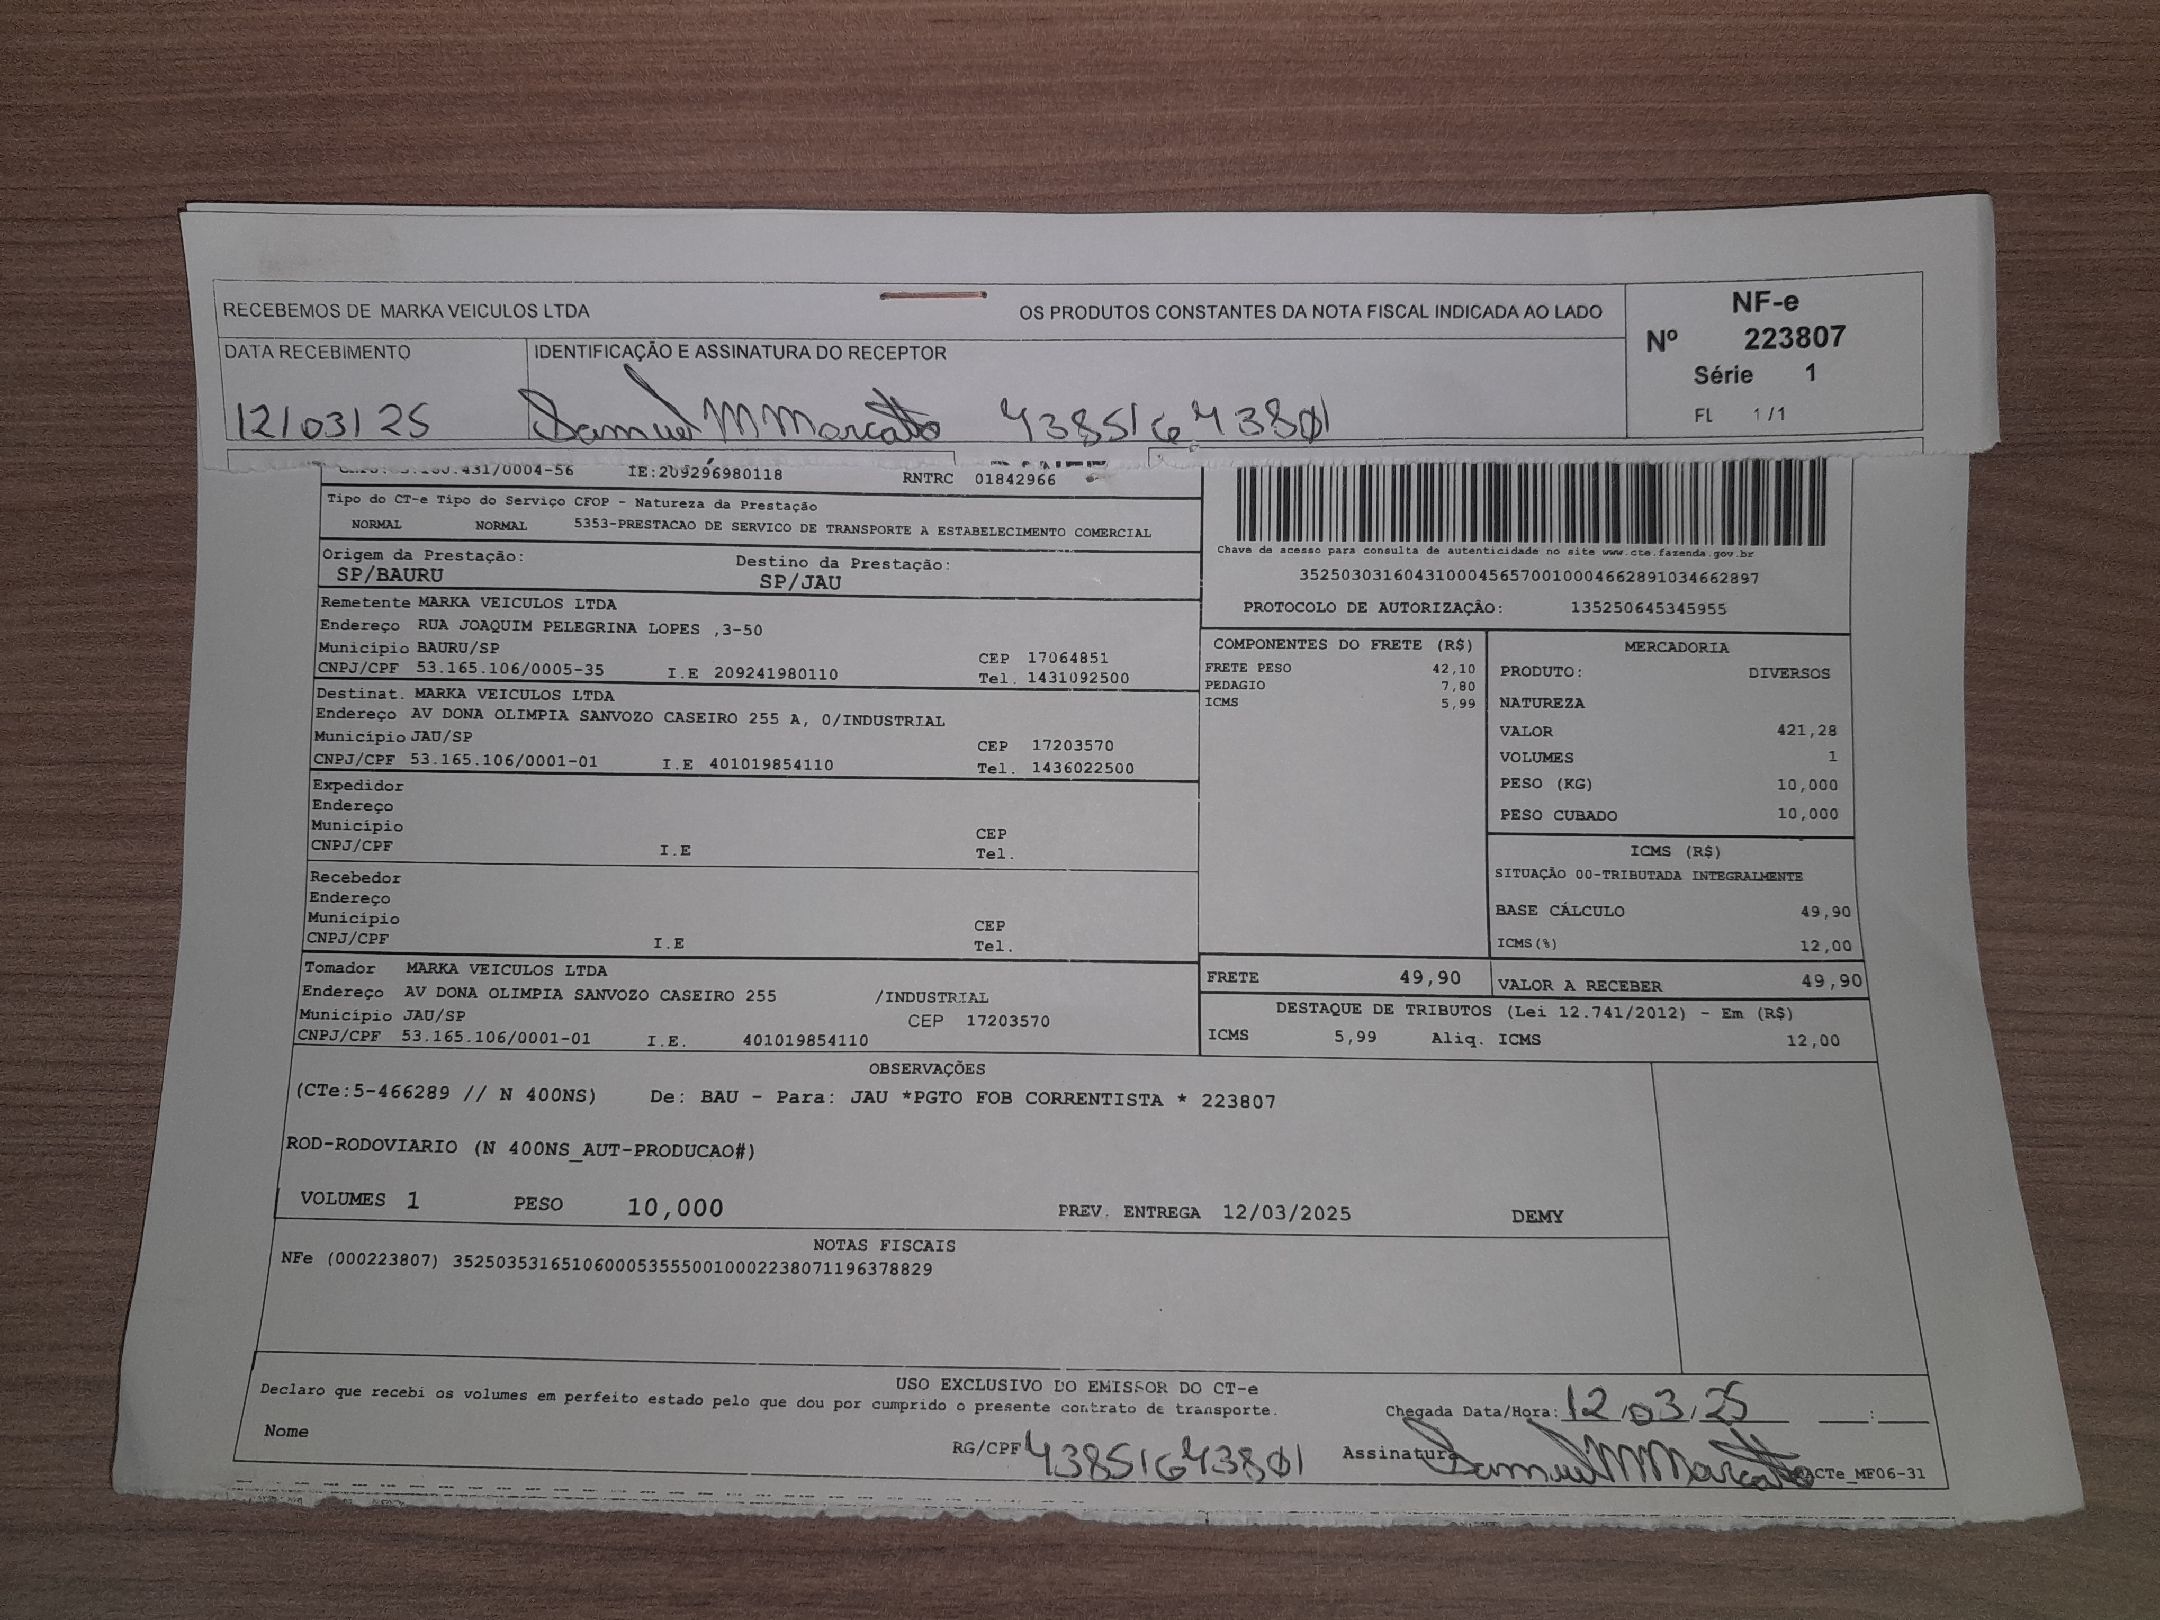 RECEBEMOS DE MARKA VEICULOS LTDA OS PRODUTOS CONSTANTES DA NOTA FISCAL INDICADA AO LADO
NF-e
Nº 223807
Série 1
FL 1 /1
DATA RECEBIMENTO IDENTIFICAÇÃO E ASSINATURA DO RECEPTOR
12/03/25 Samuel M Marcatto 43851643801
.431/0004-56 IE:209296980118 RNTRC 01842966
Tipo do CT-e Tipo do Serviço CFOP - Natureza da Prestação
NORMAL NORMAL 5353-PRESTACAO DE SERVICO DE TRANSPORTE A ESTABELECIMENTO COMERCIAL
Origem da Prestação: Destino da Prestação:
SP/BAURU SP/JAU
Remetente MARKA VEICULOS LTDA
Endereço RUA JOAQUIM PELEGRINA LOPES ,3-50
Município BAURU/SP CEP 17064851
CNPJ/CPF 53.165.106/0005-35 I.E 209241980110 Tel. 1431092500
Destinat. MARKA VEICULOS LTDA
Endereço AV DONA OLIMPIA SANVOZO CASEIRO 255 A, 0/INDUSTRIAL
Município JAU/SP CEP 17203570
CNPJ/CPF 53.165.106/0001-01 I.E 401019854110 Tel. 1436022500
Expedidor
Endereço
Município CEP
CNPJ/CPF I.E Tel.
Recebedor
Endereço
Município CEP
CNPJ/CPF I.E Tel.
Tomador MARKA VEICULOS LTDA
Endereço AV DONA OLIMPIA SANVOZO CASEIRO 255 /INDUSTRIAL
Município JAU/SP CEP 17203570
CNPJ/CPF 53.165.106/0001-01 I.E. 401019854110
Chave de acesso para consulta de autenticidade no site www.cte.fazenda.gov.br
35250303160431000456570010004662891034662897
PROTOCOLO DE AUTORIZAÇÃO: 135250645345955
COMPONENTES DO FRETE (R$)
FRETE PESO 42,10
PEDAGIO 7,80
ICMS 5,99
MERCADORIA
PRODUTO: DIVERSOS
NATUREZA
VALOR 421,28
VOLUMES 1
PESO (KG) 10,000
PESO CUBADO 10,000
ICMS (R$)
SITUAÇÃO 00-TRIBUTADA INTEGRALMENTE
BASE CÁLCULO 49,90
ICMS(%) 12,00
FRETE 49,90 VALOR A RECEBER 49,90
DESTAQUE DE TRIBUTOS (Lei 12.741/2012) - Em (R$)
ICMS 5,99 Aliq. ICMS 12,00
OBSERVAÇÕES
(CTe:5-466289 // N 400NS) De: BAU - Para: JAU *PGTO FOB CORRENTISTA * 223807
ROD-RODOVIARIO (N 400NS_AUT-PRODUCAO#)
VOLUMES 1 PESO 10,000 PREV. ENTREGA 12/03/2025 DEMY
NOTAS FISCAIS
NFe (000223807) 35250353165106000535550010002238071196378829
USO EXCLUSIVO DO EMISSOR DO CT-e
Declaro que recebi os volumes em perfeito estado pelo que dou por cumprido o presente contrato de transporte.
Chegada Data/Hora: 12/03/25 __:__
Nome RG/CPF 43851643801 Assinatura Samuel M Marcatto ACTe_MF06-31